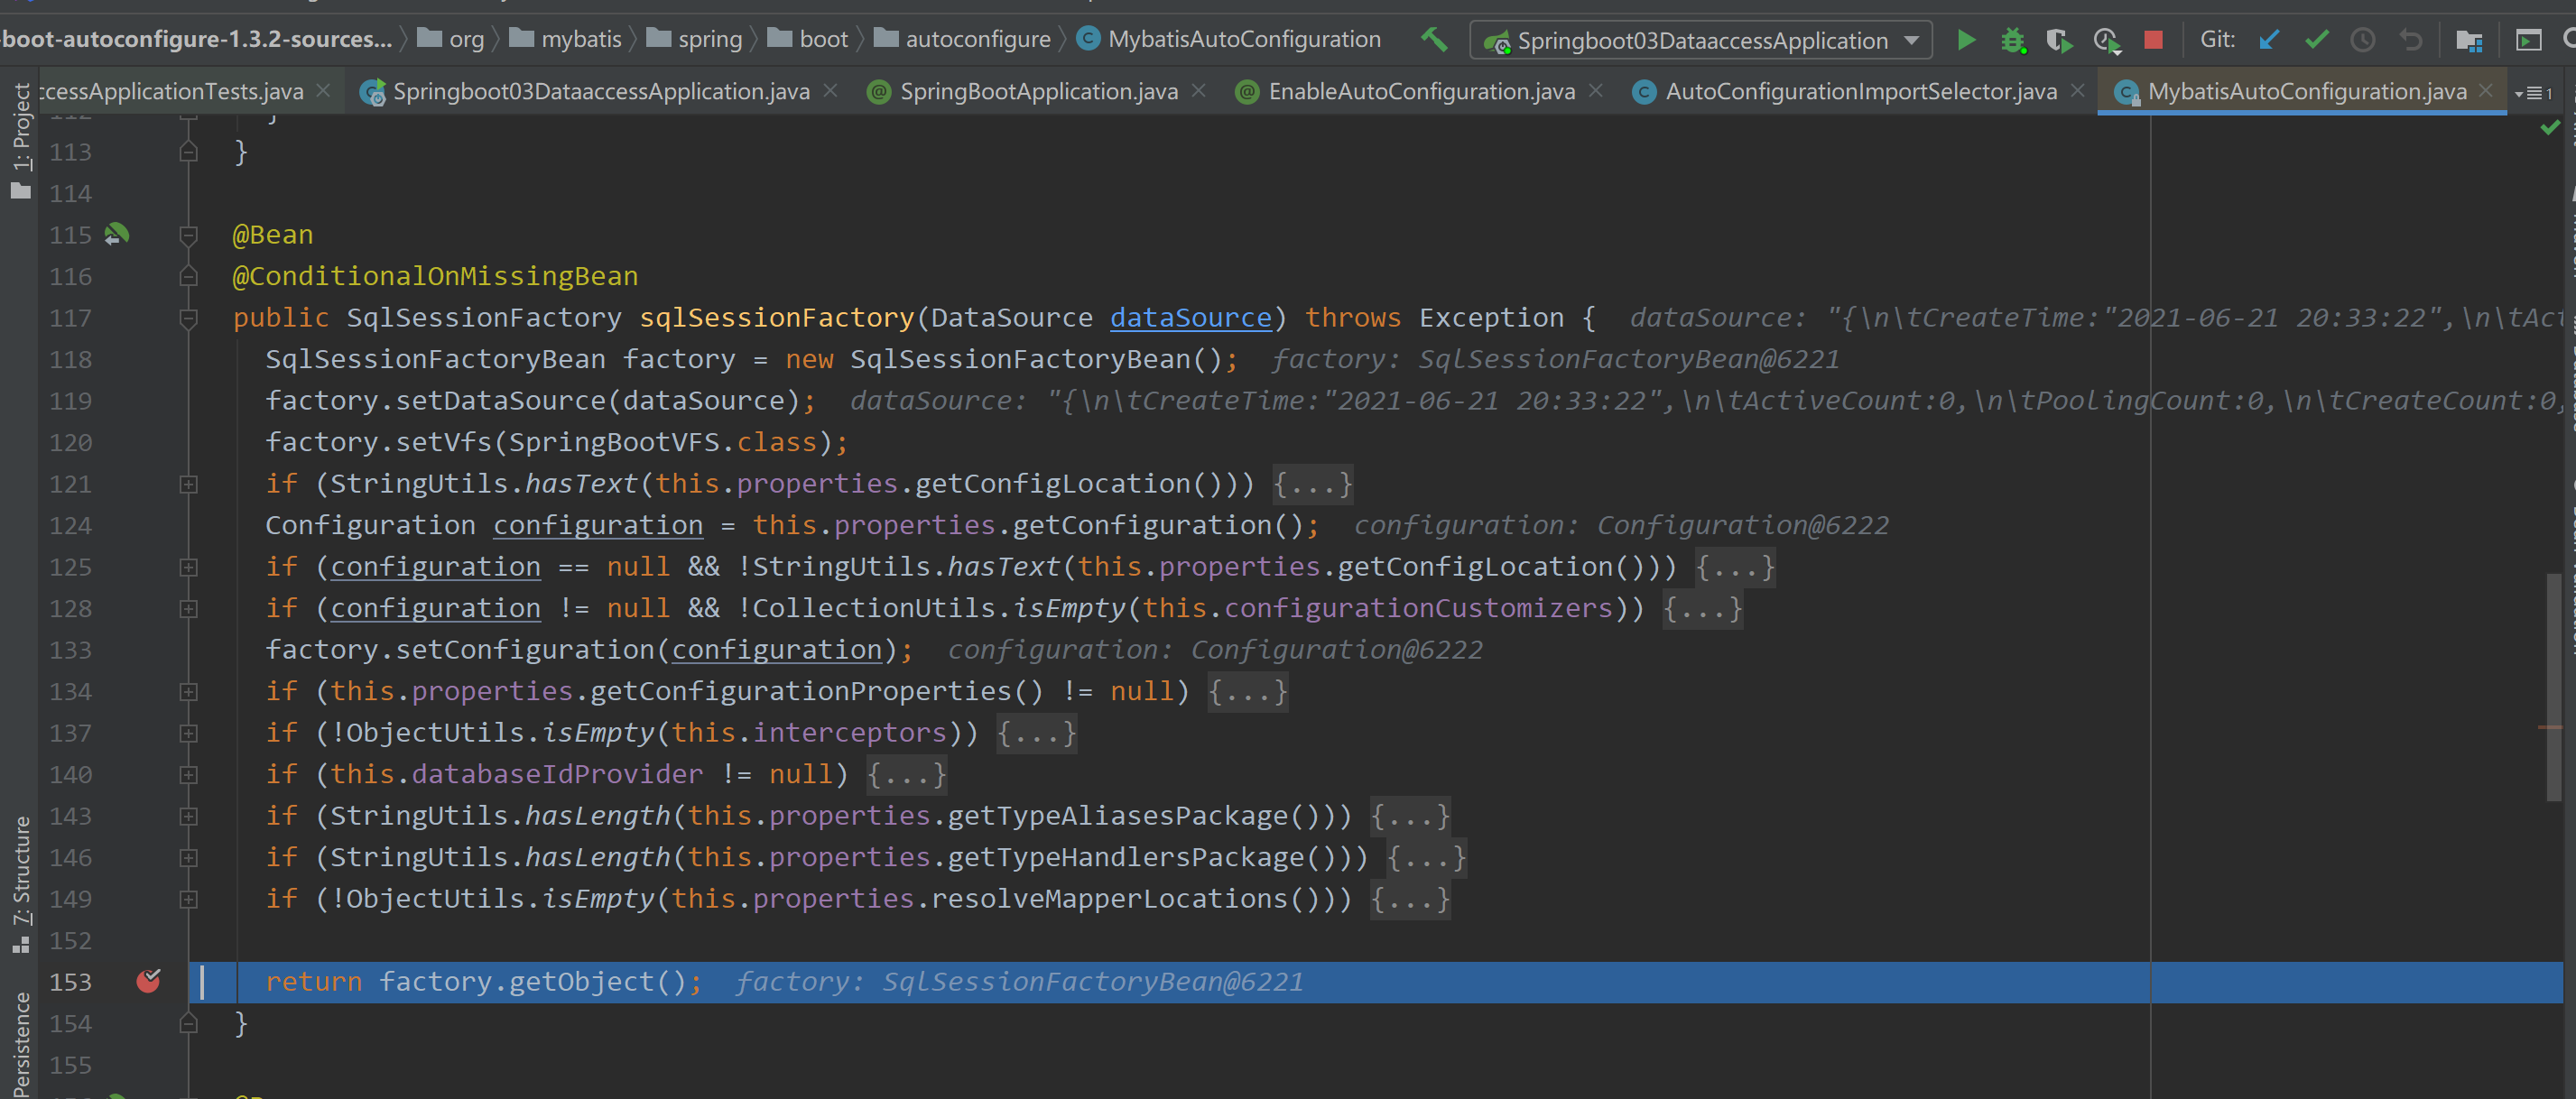 -boot-autoconfigure-1.3.2-sources... org mybatis spring boot autoconfigure MybatisAutoConfiguration Springboot03DataaccessApplication Git:
ccessApplicationTests.java Springboot03DataaccessApplication.java SpringBootApplication.java EnableAutoConfiguration.java AutoConfigurationImportSelector.java MybatisAutoConfiguration.java 1
1: Project
7: Structure
Persistence
112 }
113 }
114
115 @Bean
116 @ConditionalOnMissingBean
117 public SqlSessionFactory sqlSessionFactory(DataSource dataSource) throws Exception { dataSource: "{\n\tCreateTime:"2021-06-21 20:33:22",\n\tAct
118 SqlSessionFactoryBean factory = new SqlSessionFactoryBean(); factory: SqlSessionFactoryBean@6221
119 factory.setDataSource(dataSource); dataSource: "{\n\tCreateTime:"2021-06-21 20:33:22",\n\tActiveCount:0,\n\tPoolingCount:0,\n\tCreateCount:0,
120 factory.setVfs(SpringBootVFS.class);
121 if (StringUtils.hasText(this.properties.getConfigLocation())) {...}
124 Configuration configuration = this.properties.getConfiguration(); configuration: Configuration@6222
125 if (configuration == null && !StringUtils.hasText(this.properties.getConfigLocation())) {...}
128 if (configuration != null && !CollectionUtils.isEmpty(this.configurationCustomizers)) {...}
133 factory.setConfiguration(configuration); configuration: Configuration@6222
134 if (this.properties.getConfigurationProperties() != null) {...}
137 if (!ObjectUtils.isEmpty(this.interceptors)) {...}
140 if (this.databaseIdProvider != null) {...}
143 if (StringUtils.hasLength(this.properties.getTypeAliasesPackage())) {...}
146 if (StringUtils.hasLength(this.properties.getTypeHandlersPackage())) {...}
149 if (!ObjectUtils.isEmpty(this.properties.resolveMapperLocations())) {...}
152
153 return factory.getObject(); factory: SqlSessionFactoryBean@6221
154 }
155